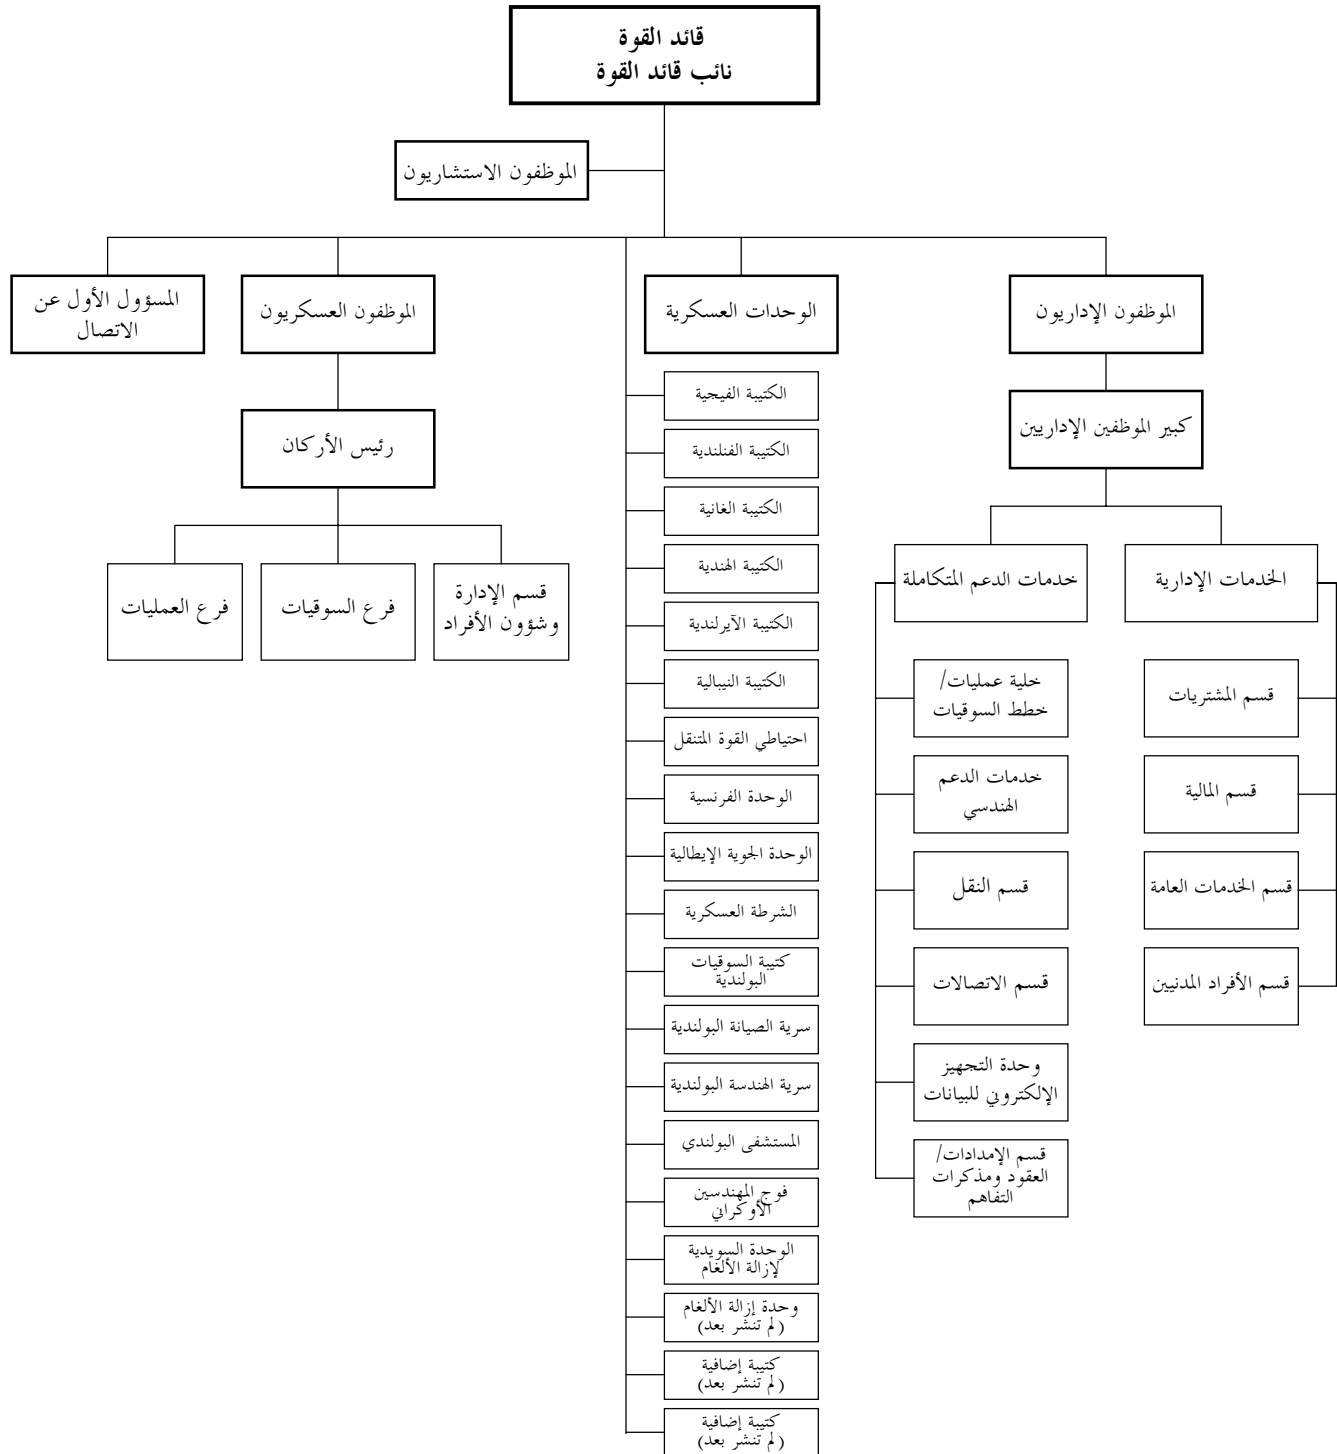 قائد القوة
نائب قائد القوة
الموظفون الاستشاريون
الموظفون الإداريون
الوحدات العسكرية
الموظفون العسكريون
المسؤول الأول عن
الاتصال
كبير الموظفين الإداريين
رئيس الأركان
الخدمات الإدارية
خدمات الدعم المتكاملة
قسم الإدارة
وشؤون الأفراد
فرع السوقيات
فرع العمليات
قسم المشتريات
قسم المالية
قسم الخدمات العامة
قسم الأفراد المدنيين
خلية عمليات/
خطط السوقيات
خدمات الدعم
الهندسي
قسم النقل
قسم الاتصالات
وحدة التجهيز
الإلكتروني للبيانات
قسم الإمدادات/
العقود ومذكرات
التفاهم
الكتيبة الفيجية
الكتيبة الفنلندية
الكتيبة الغانية
الكتيبة الهندية
الكتيبة الآيرلندية
الكتيبة النيبالية
احتياطي القوة المتنقل
الوحدة الفرنسية
الوحدة الجوية الإيطالية
الشرطة العسكرية
كتيبة السوقيات
البولندية
سرية الصيانة البولندية
سرية الهندسة البولندية
المستشفى البولندي
فوج المهندسين
الأوكراني
الوحدة السويدية
لإزالة الألغام
وحدة إزالة الألغام
(لم تنشر بعد)
كتيبة إضافية
(لم تنشر بعد)
كتيبة إضافية
(لم تنشر بعد)